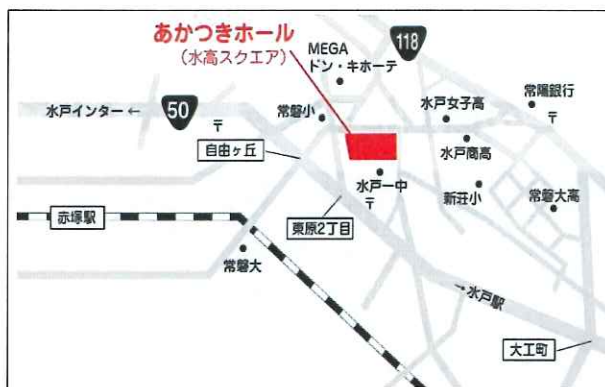 あかつきホール
（水高スクエア）
MEGA
ドン・キホーテ
118
水戸インター ←
50
〒
常磐小
水戸女子高
常陽銀行
〒
自由ヶ丘
水戸商高
水戸一中
〒
新荘小
常磐大高
赤塚駅
東原2丁目
常磐大
→水戸駅
大工町